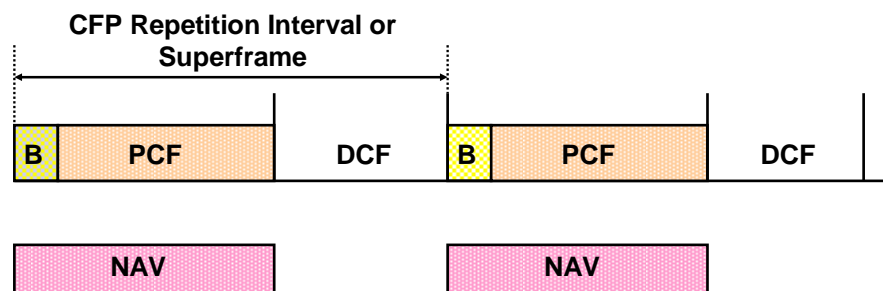 CFP Repetition Interval or
Superframe
B PCF DCF B PCF DCF
NAV NAV